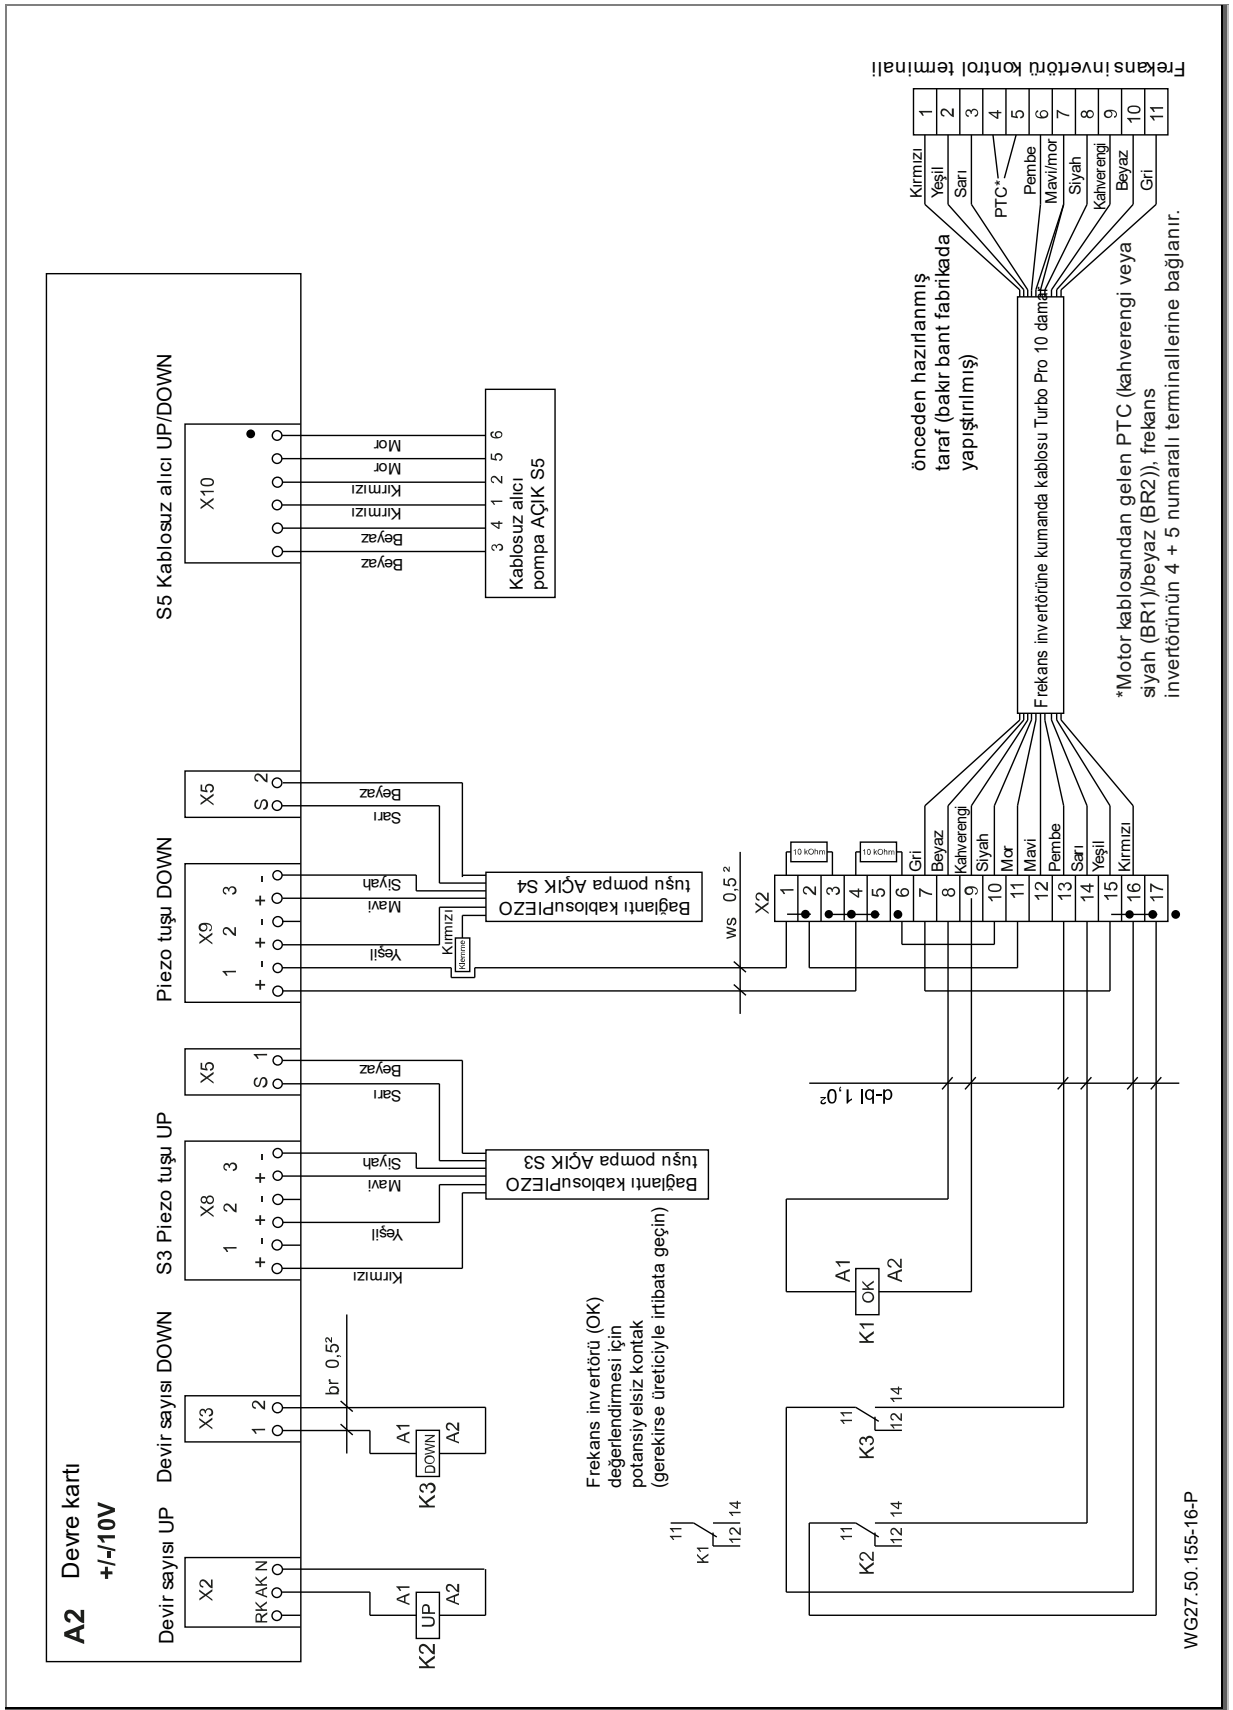 A2 Devre kartı
+/-/10V
Devir sayısı UP
X2
RK AK N
A1
K2 UP
A2
Devir sayısı DOWN
X3
1 2
br 0,5²
A1
K3 DOWN
A2
S3 Piezo tuşu UP
X8
1 2 3
+ - + - + -
Kırmızı
Yeşil
Mavi
Siyah
X5
S 1
Sarı
Beyaz
Bağlantı kablosuPIEZO
tuşu pompa AÇIK S3
Piezo tuşu DOWN
X9
1 2 3
+ - + - + -
Yeşil
Mavi
Siyah
Kırmızı
Klemme
X5
S 2
Sarı
Beyaz
Bağlantı kablosuPIEZO
tuşu pompa AÇIK S4
S5 Kablosuz alıcı UP/DOWN
X10
Beyaz
Beyaz
Kırmızı
Kırmızı
Mor
Mor
3 4 1 2 5 6
Kablosuz alıcı
pompa AÇIK S5
Frekans invertörü (OK)
değerlendirmesi için
potansiyelsiz kontak
(gerekirse üreticiyle irtibata geçin)
11
K1
12 14
ws 0,5²
10 kOhm
10 kOhm
X2
1
2
3
4
5
6
7
8
9
10
11
12
13
14
15
16
17
Gri
Beyaz
Kahverengi
Siyah
Mor
Mavi
Pembe
Sarı
Yeşil
Kırmızı
d-bl 1,0²
A1
K1 OK
A2
11
K3
12 14
11
K2
12 14
Frekans invertörüne kumanda kablosu Turbo Pro 10 damar
önceden hazırlanmış
taraf (bakır bant fabrikada
yapıştırılmış)
Frekans invertörü kontrol terminali
1
2
3
4
5
6
7
8
9
10
11
Kırmızı
Yeşil
Sarı
PTC*
Pembe
Mavi/mor
Siyah
Kahverengi
Beyaz
Gri
*Motor kablosundan gelen PTC (kahverengi veya
siyah (BR1)/beyaz (BR2)), frekans
invertörünün 4 + 5 numaralı terminallerine bağlanır.
WG27.50.155-16-P